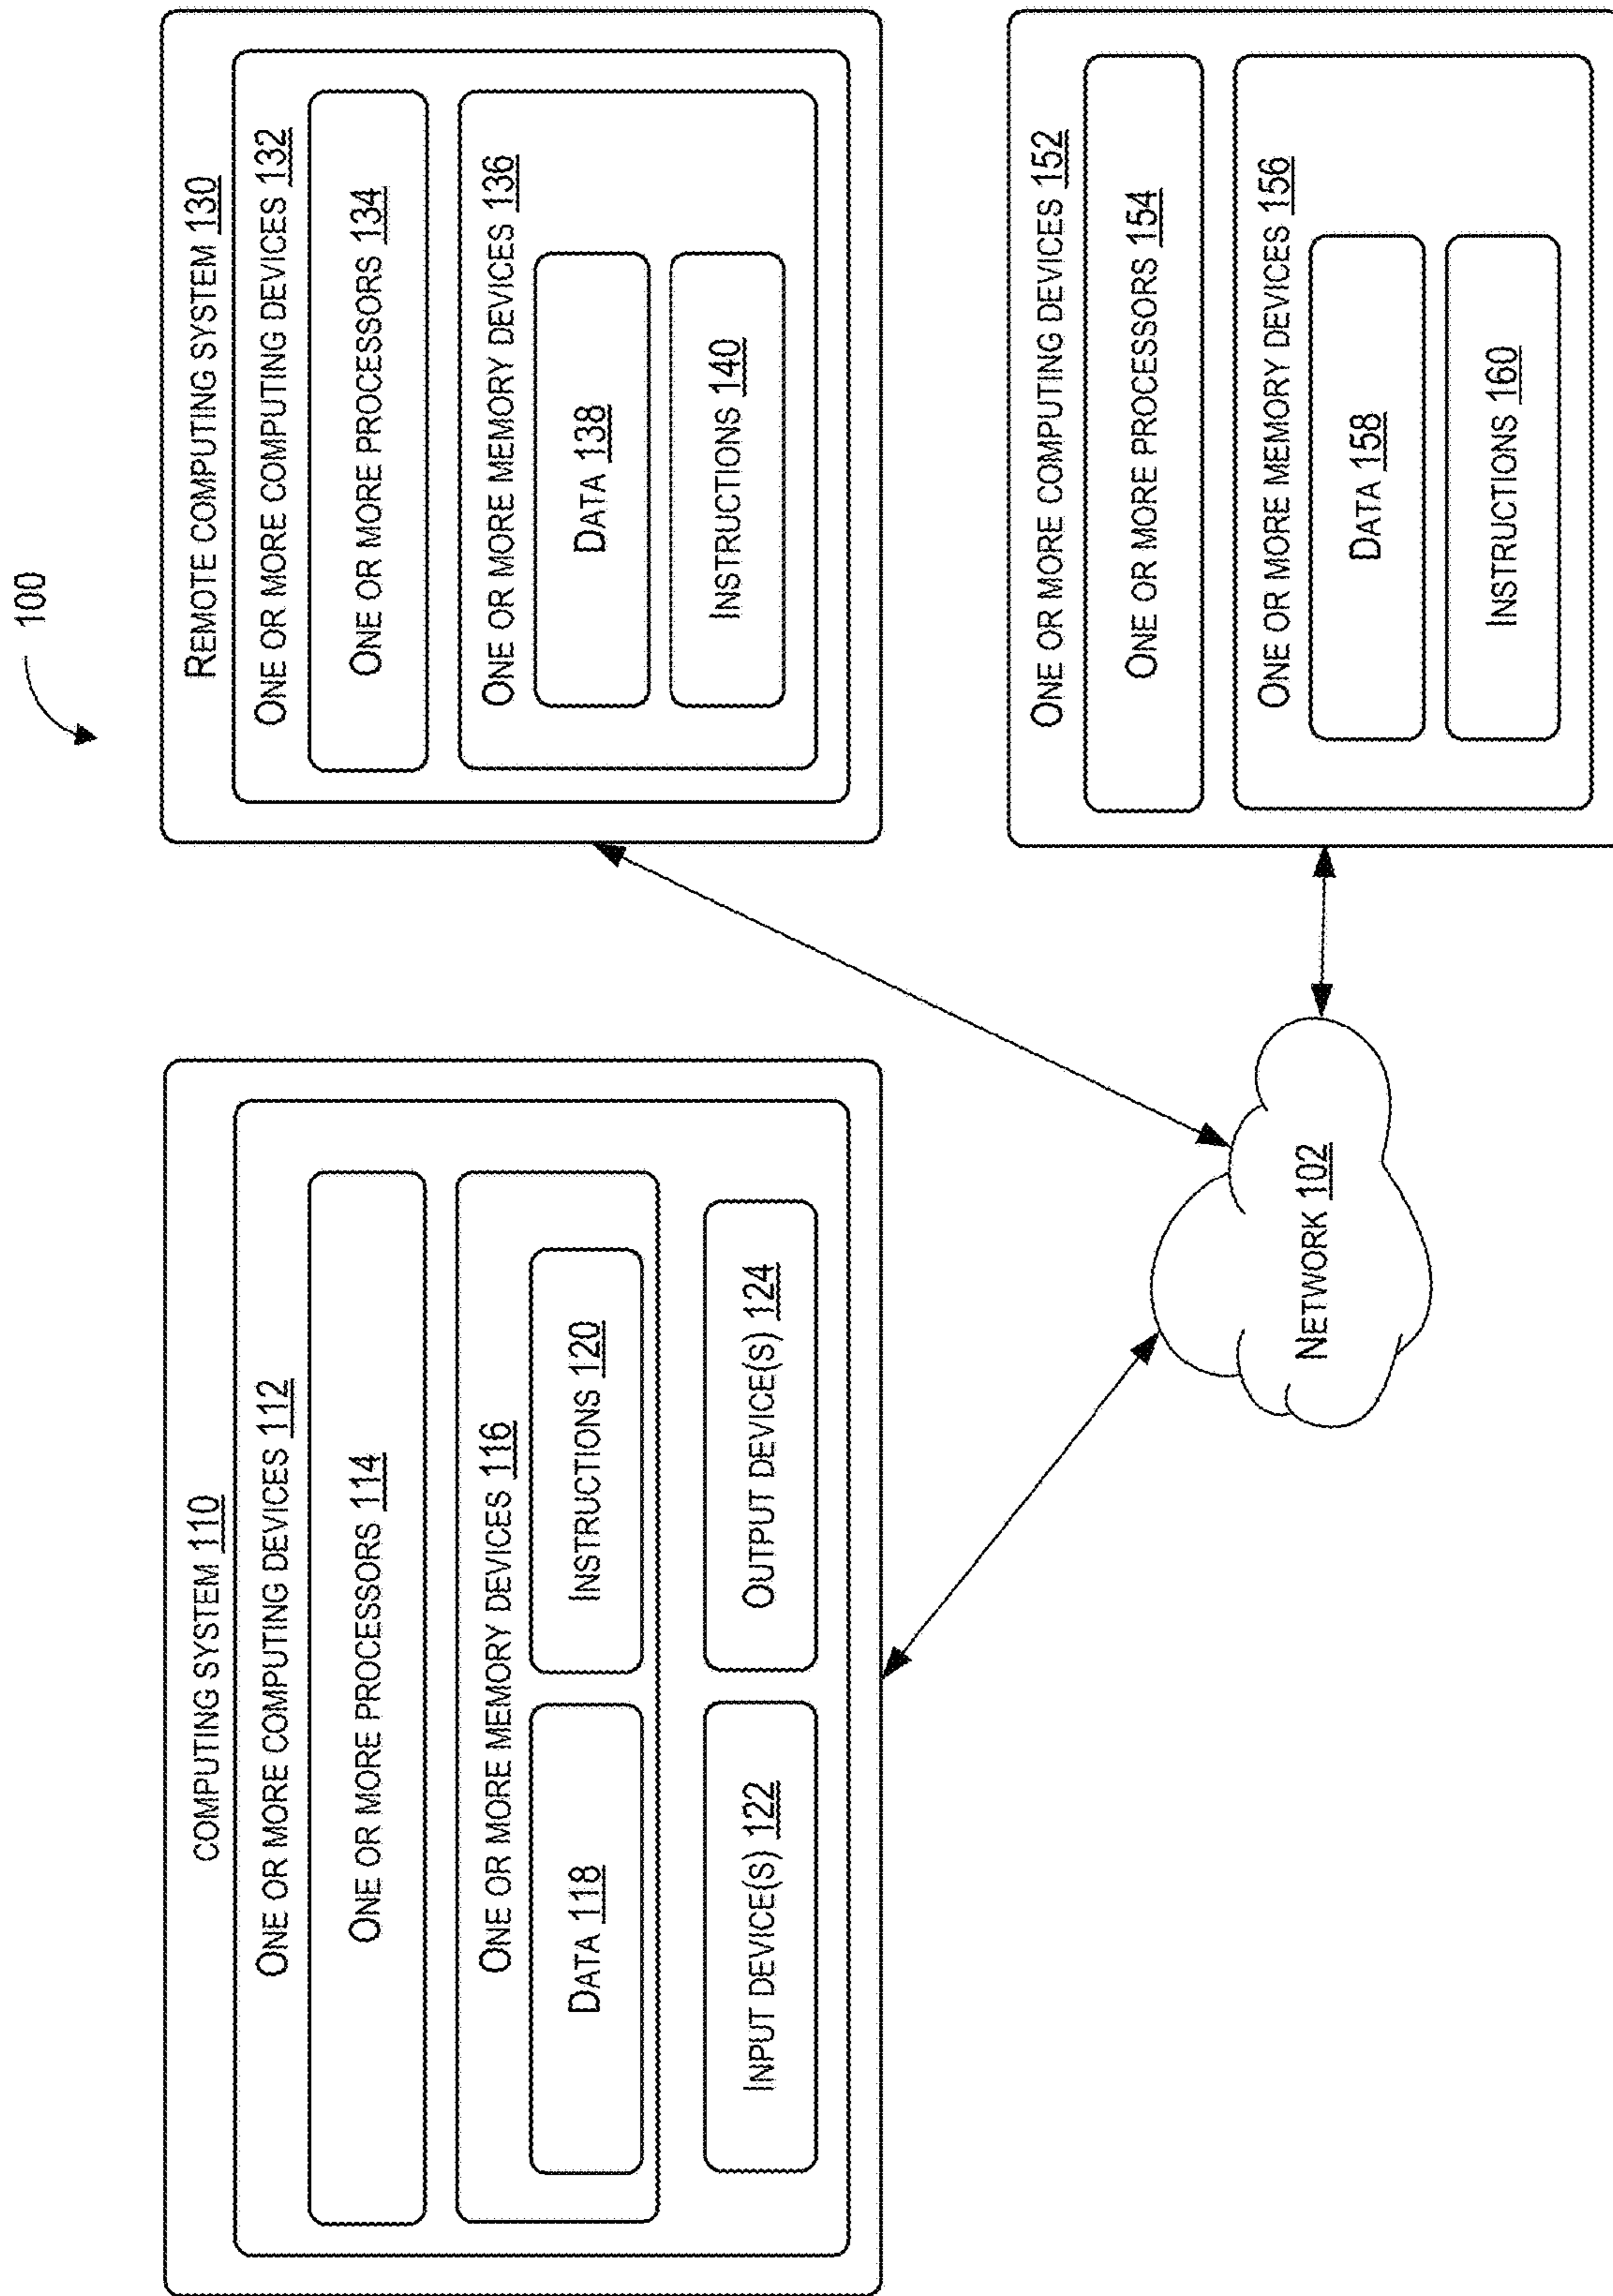 100
COMPUTING SYSTEM 110
ONE OR MORE COMPUTING DEVICES 112
ONE OR MORE PROCESSORS 114
ONE OR MORE MEMORY DEVICES 116
DATA 118
INSTRUCTIONS 120
INPUT DEVICE(S) 122
OUTPUT DEVICE(S) 124
REMOTE COMPUTING SYSTEM 130
ONE OR MORE COMPUTING DEVICES 132
ONE OR MORE PROCESSORS 134
ONE OR MORE MEMORY DEVICES 136
DATA 138
INSTRUCTIONS 140
NETWORK 102
ONE OR MORE COMPUTING DEVICES 152
ONE OR MORE PROCESSORS 154
ONE OR MORE MEMORY DEVICES 156
DATA 158
INSTRUCTIONS 160